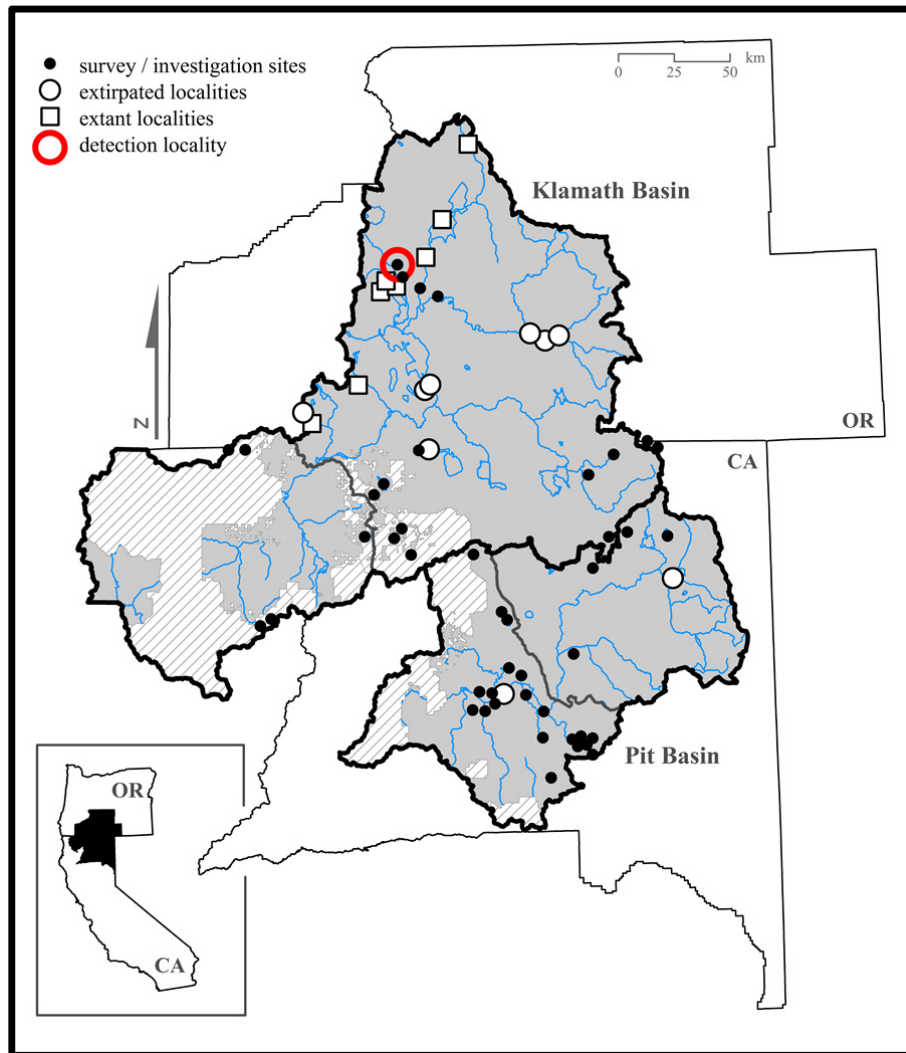 survey / investigation sites
extirpated localities
extant localities
detection locality
km
0 25 50
Klamath Basin
N
OR
CA
Pit Basin
OR
CA